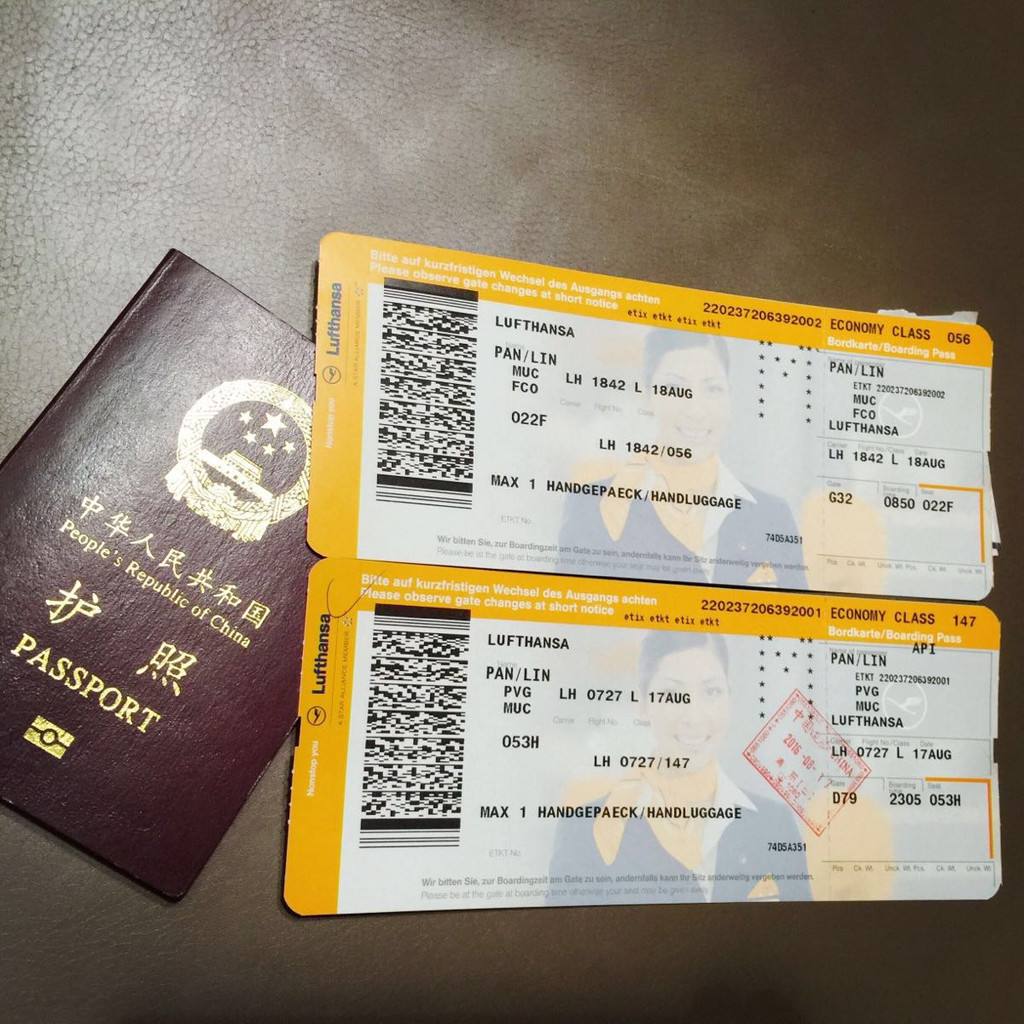 中华人民共和国
People's Republic of China
护 照
PASSPORT
Lufthansa
A STAR ALLIANCE MEMBER
Nonstop you
Bitte auf kurzfristigen Wechsel des Ausgangs achten
Please observe gate changes at short notice
etix etkt etix etkt
220237206392002 ECONOMY CLASS 056
Bordkarte/Boarding Pass
LUFTHANSA
PAN/LIN
MUC LH 1842 L 18AUG
FCO
Carrier Flight No. Class
022F
LH 1842/056
MAX 1 HANDGEPAECK/HANDLUGGAGE
ETKT No.
74D5A351
Wir bitten Sie, zur Boardingzeit am Gate zu sein, andernfalls kann Ihr Sitz anderweitig vergeben werden.
Please be at the gate at boarding time otherwise your seat may be given away.
PAN/LIN
ETKT 220237206392002
MUC
FCO
LUFTHANSA
Carrier Flight No./Class Date
LH 1842 L 18AUG
Gate Boarding Seat
G32 0850 022F
Pcs. Ck. Wt. Unck. Wt. Pcs. Ck. Wt. Unck. Wt.
Lufthansa
A STAR ALLIANCE MEMBER
Nonstop you
Bitte auf kurzfristigen Wechsel des Ausgangs achten
Please observe gate changes at short notice
etix etkt etix etkt
220237206392001 ECONOMY CLASS 147
Bordkarte/Boarding Pass
API
LUFTHANSA
PAN/LIN
PVG LH 0727 L 17AUG
MUC
Carrier Flight No. Class
053H
LH 0727/147
MAX 1 HANDGEPAECK/HANDLUGGAGE
ETKT No.
74D5A351
Wir bitten Sie, zur Boardingzeit am Gate zu sein, andernfalls kann Ihr Sitz anderweitig vergeben werden.
Please be at the gate at boarding time otherwise your seat may be given away.
中 CHINA
2016-08-
PAN/LIN
ETKT 220237206392001
PVG
MUC
LUFTHANSA
Carrier Flight No./Class Date
LH 0727 L 17AUG
Gate Boarding Seat
D79 2305 053H
Pcs. Ck. Wt. Unck. Wt. Pcs. Ck. Wt. Unck. Wt.